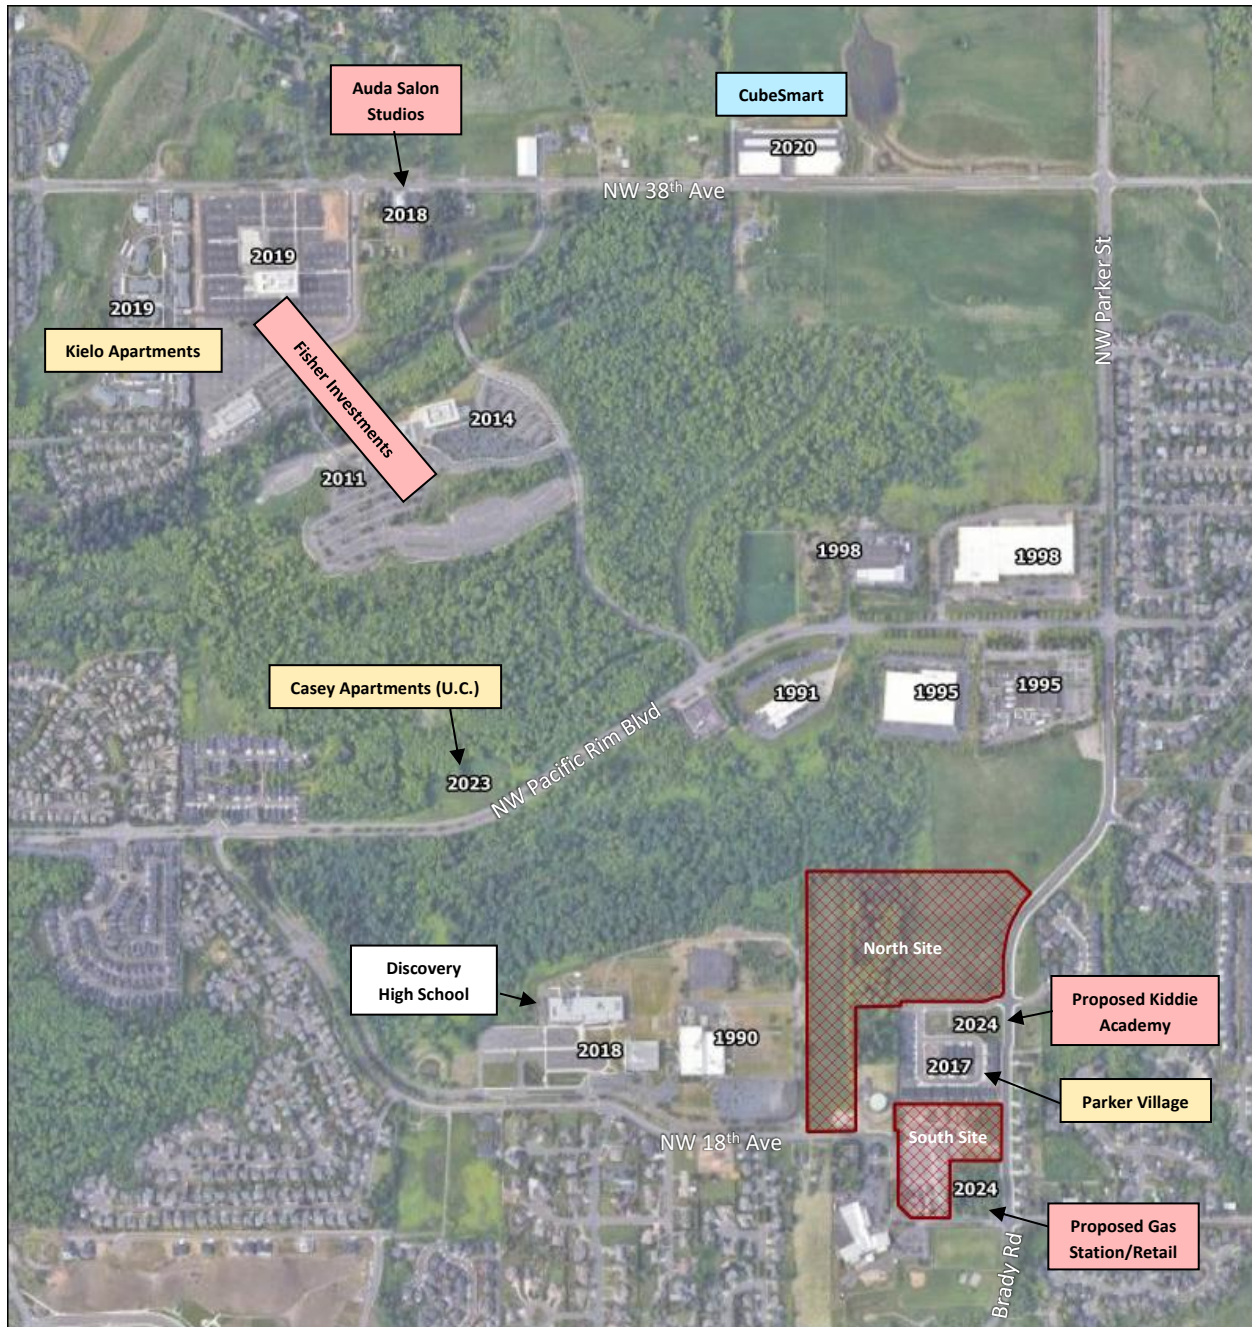 Auda Salon
Studios
CubeSmart
2020
NW 38th Ave
2018
NW Parker St
2019
2019
Kielo Apartments
Fisher Investments
2014
2011
1998
1998
Casey Apartments (U.C.)
1991
1995
1995
2023
NW Pacific Rim Blvd
North Site
Discovery
High School
Proposed Kiddie
Academy
2024
1990
2018
2017
Parker Village
NW 18th Ave
South Site
2024
Proposed Gas
Station/Retail
Brady Rd